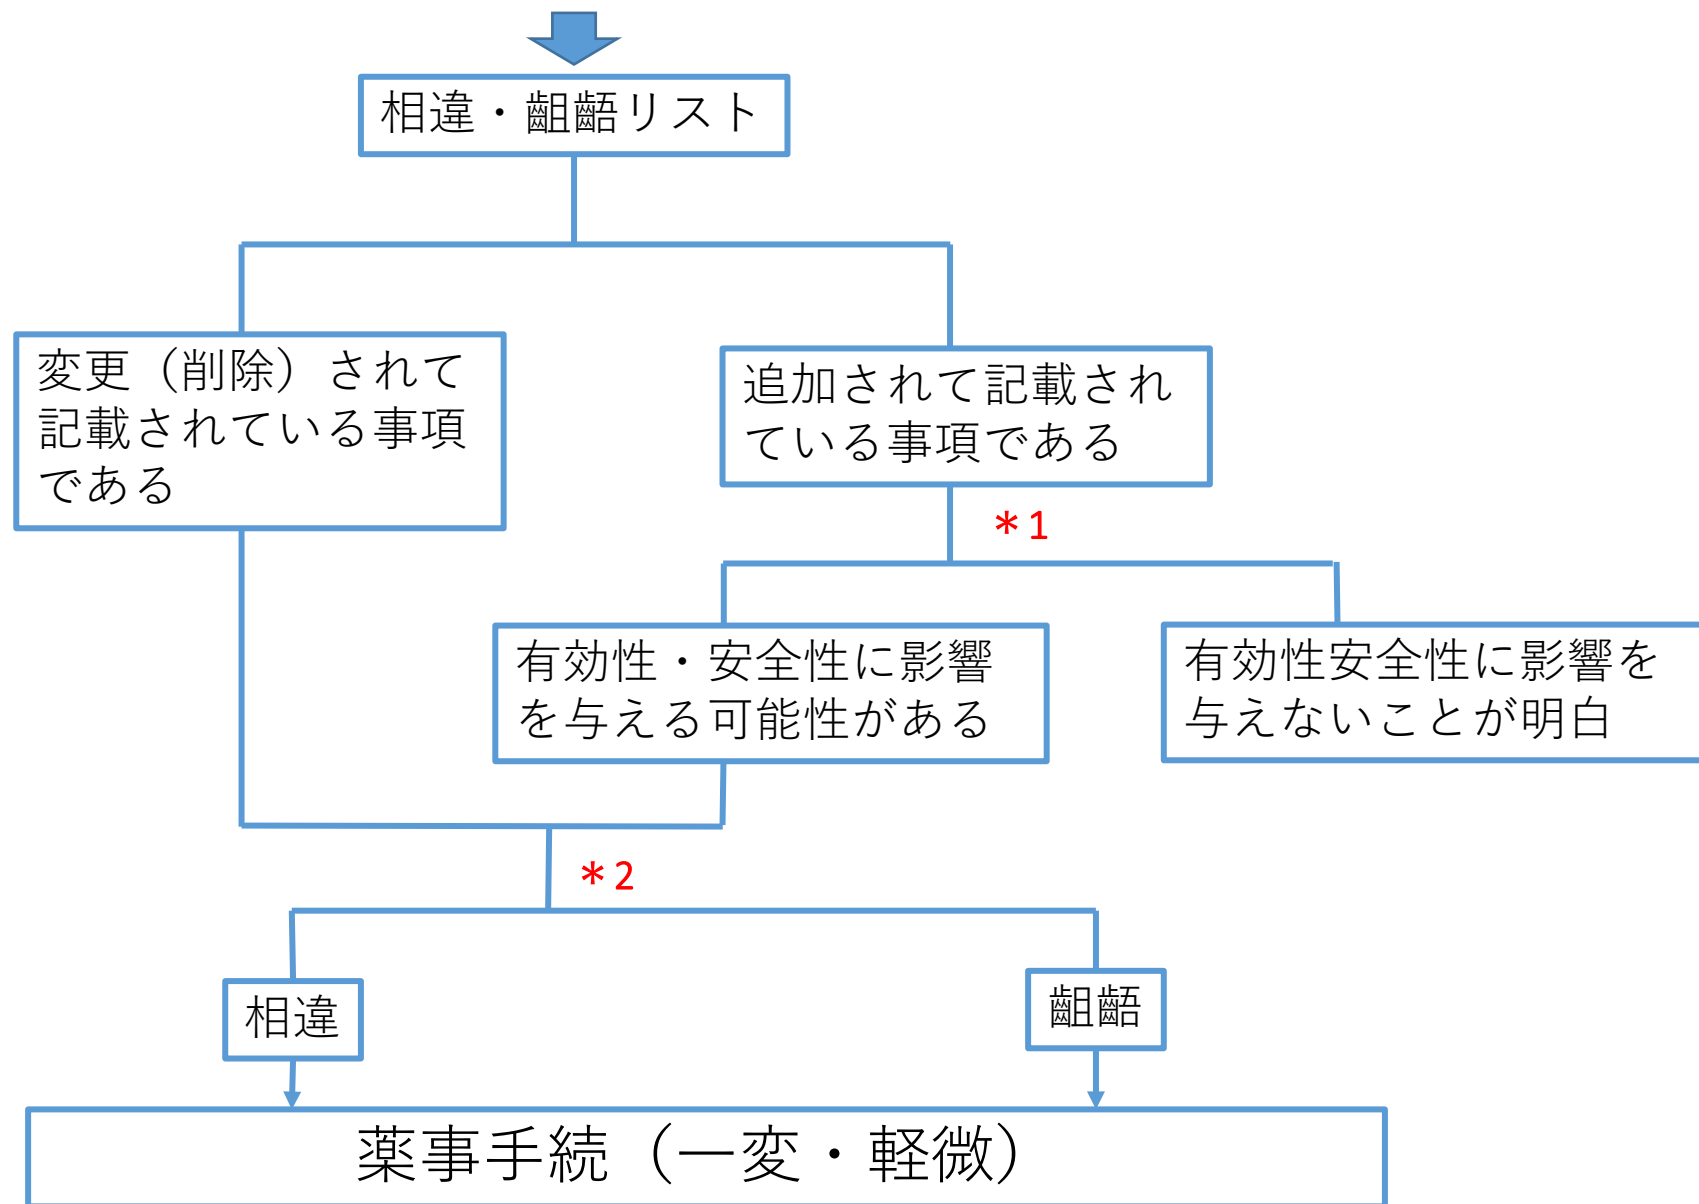 相違・齟齬リスト
変更（削除）されて
記載されている事項
である
追加されて記載され
ている事項である
＊1
有効性・安全性に影響
を与える可能性がある
有効性安全性に影響を
与えないことが明白
＊2
相違
齟齬
薬事手続（一変・軽微）